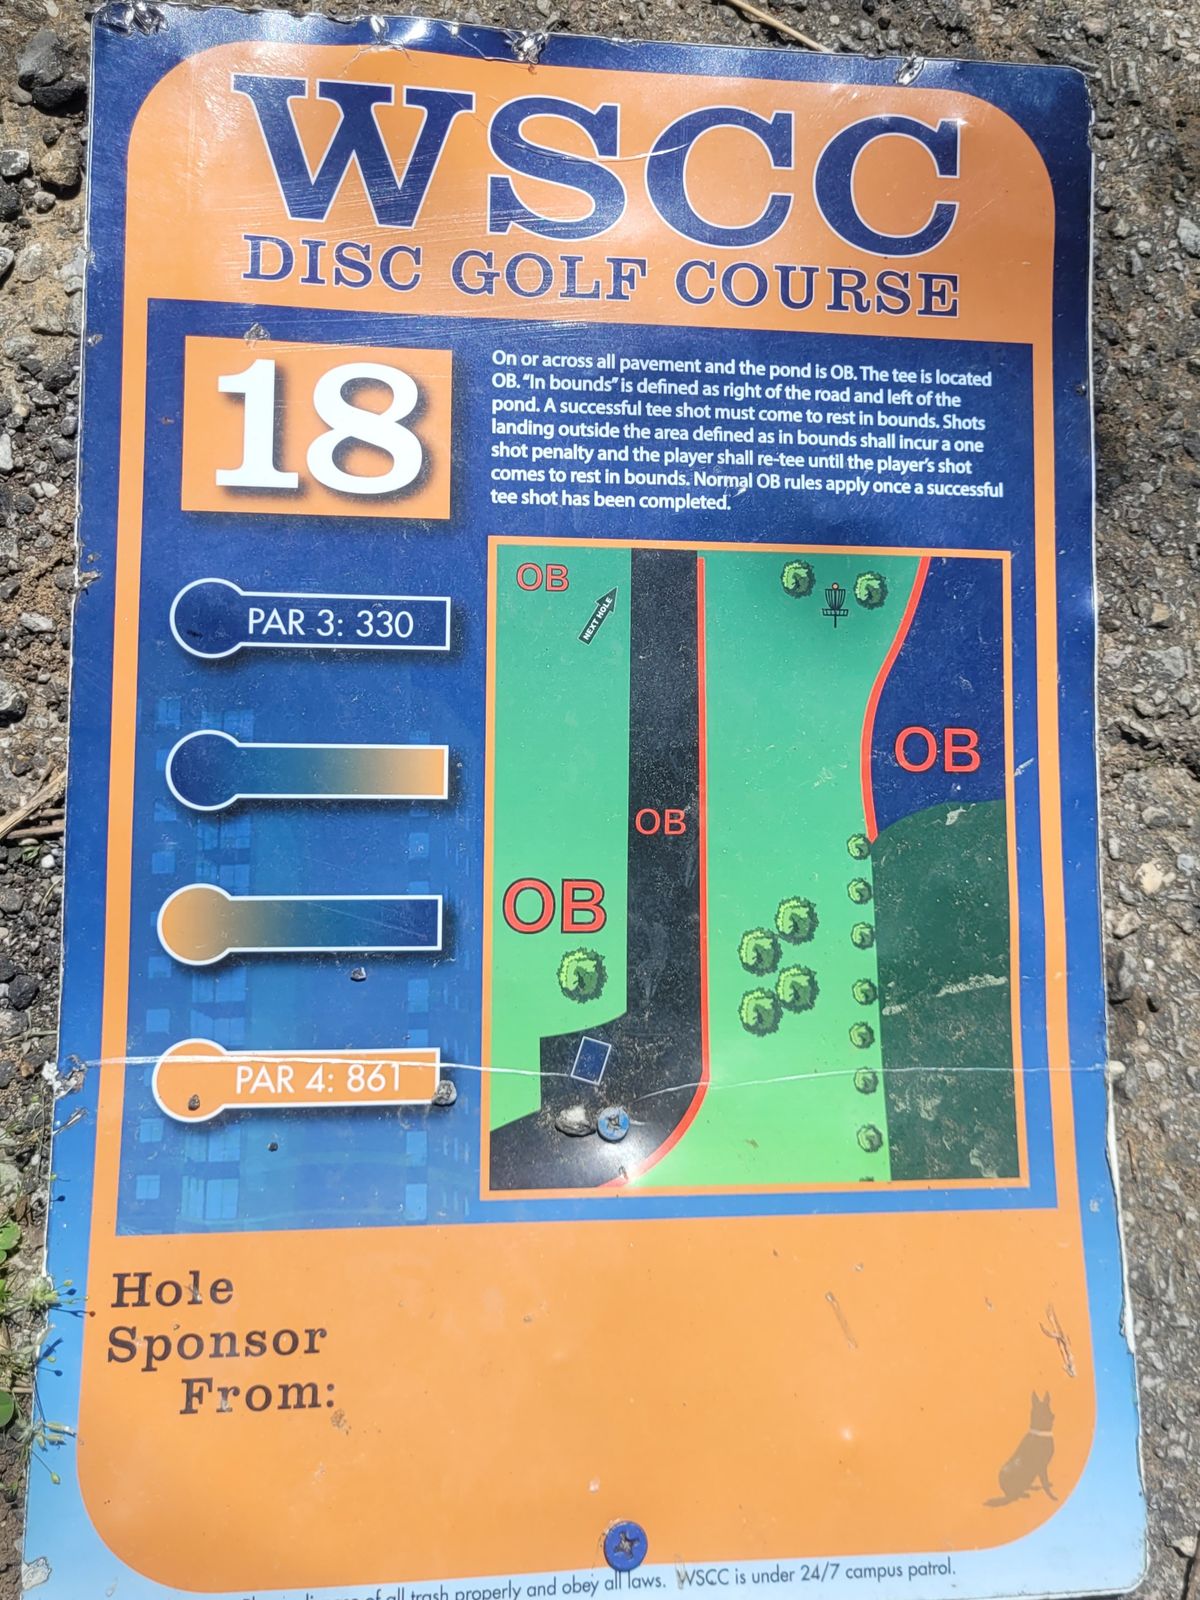 WSCC
DISC GOLF COURSE
18
On or across all pavement and the pond is OB. The tee is located
OB. "In bounds" is defined as right of the road and left of the
pond. A successful tee shot must come to rest in bounds. Shots
landing outside the area defined as in bounds shall incur a one
shot penalty and the player shall re-tee until the player's shot
comes to rest in bounds. Normal OB rules apply once a successful
tee shot has been completed.
PAR 3: 330
PAR 4: 861
OB
NEXT HOLE
OB
OB
OB
Hole
Sponsor
From:
of all trash properly and obey all laws. WSCC is under 24/7 campus patrol.